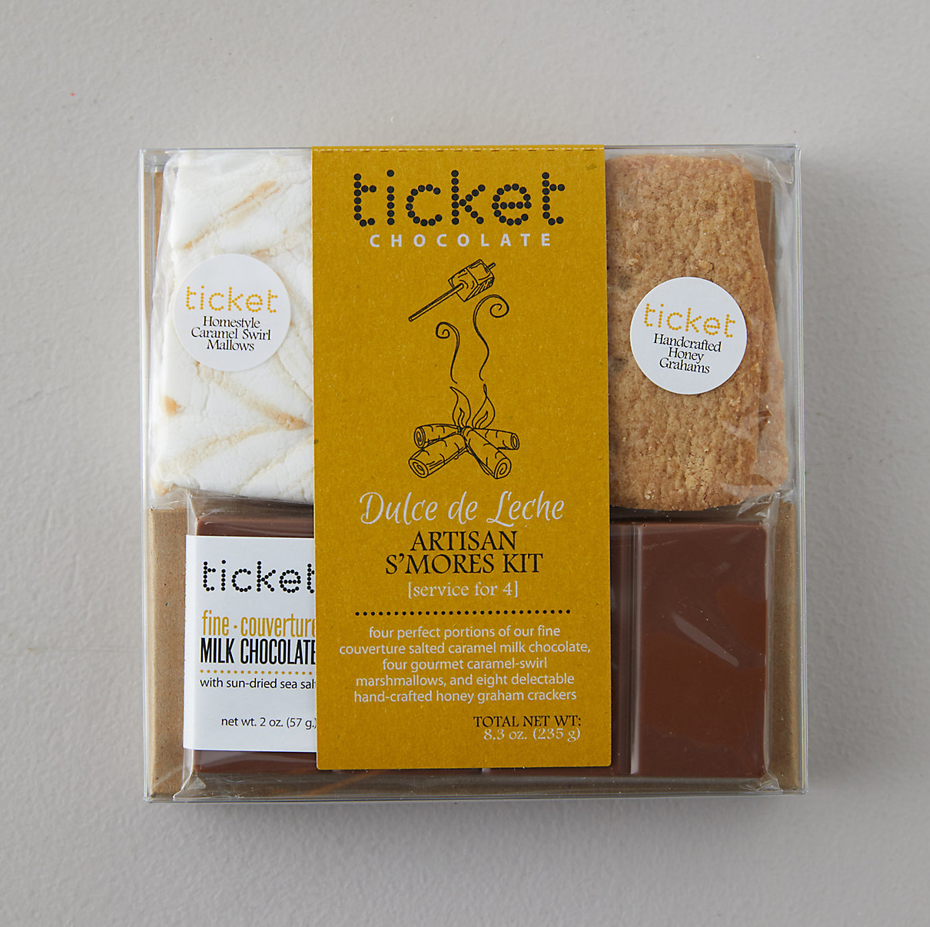 ticket
CHOCOLATE
ticket
Homestyle
Caramel Swirl
Mallows
ticket
Handcrafted
Honey
Grahams
Dulce de Leche
ARTISAN
S'MORES KIT
[service for 4]
four perfect portions of our fine
couverture salted caramel milk chocolate,
four gourmet caramel-swirl
marshmallows, and eight delectable
hand-crafted honey graham crackers
TOTAL NET WT:
8.3 oz. (235 g)
ticket
fine · couverture
MILK CHOCOLATE
with sun-dried sea salt
net wt. 2 oz. (57 g.)